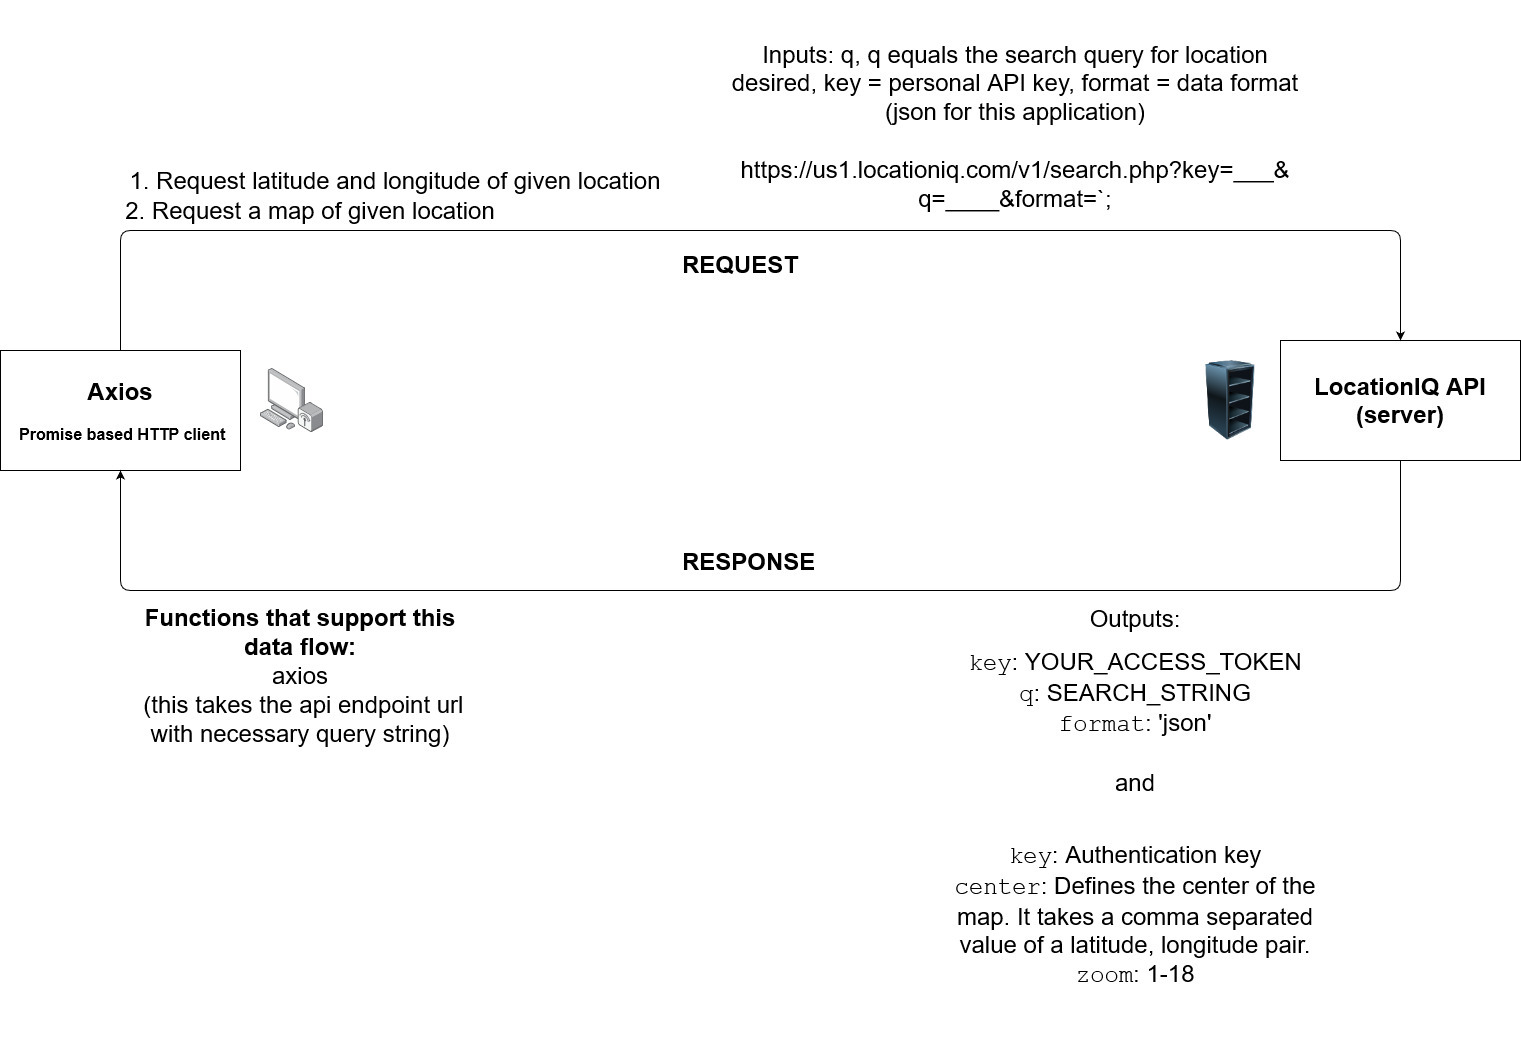 Inputs: q, q equals the search query for location
desired, key = personal API key, format = data format
(json for this application)
https://us1.locationiq.com/v1/search.php?key=___&
q=____&format=`;
1. Request latitude and longitude of given location
2. Request a map of given location
REQUEST
Axios
Promise based HTTP client
LocationIQ API
(server)
RESPONSE
Functions that support this
data flow:
axios
(this takes the api endpoint url
with necessary query string)
Outputs:
key: YOUR_ACCESS_TOKEN
q: SEARCH_STRING
format: 'json'
and
key: Authentication key
center: Defines the center of the
map. It takes a comma separated
value of a latitude, longitude pair.
zoom: 1-18